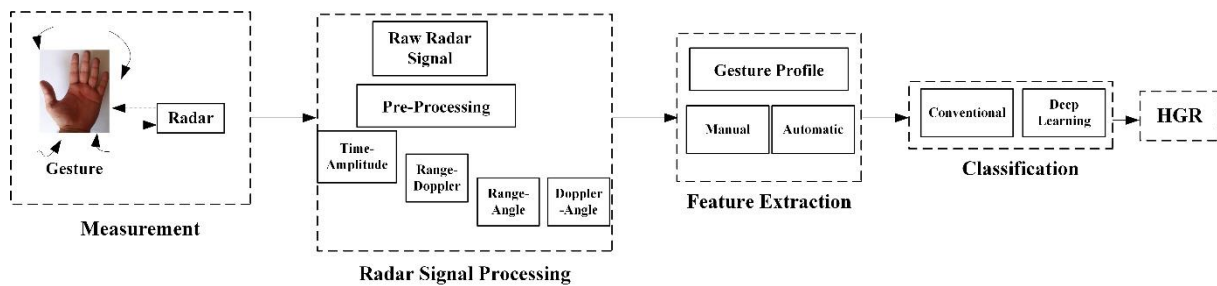 Radar
Gesture
Measurement
Raw Radar
Signal
Pre-Processing
Time-
Amplitude
Range-
Doppler
Range-
Angle
Doppler
-Angle
Radar Signal Processing
Gesture Profile
Manual
Automatic
Feature Extraction
Conventional
Deep
Learning
Classification
HGR